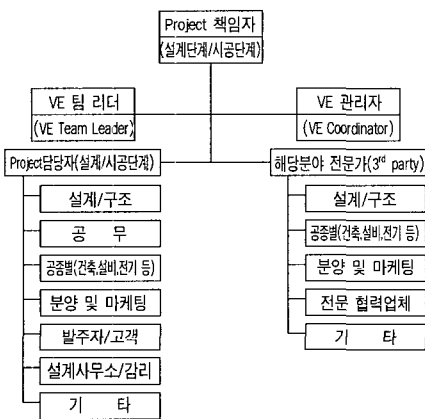 Project 책임자
(설계단계/시공단계)
VE 팀 리더
(VE Team Leader)
VE 관리자
(VE Coordinator)
Project담당자(설계/시공단계)
설계/구조
공 무
공종별(건축,설비,전기 등)
분양 및 마케팅
발주자/고객
설계사무소/감리
기 타
해당분야 전문가(3rd party)
설계/구조
공종별(건축,설비,전기 등)
분양 및 마케팅
전문 협력업체
기 타